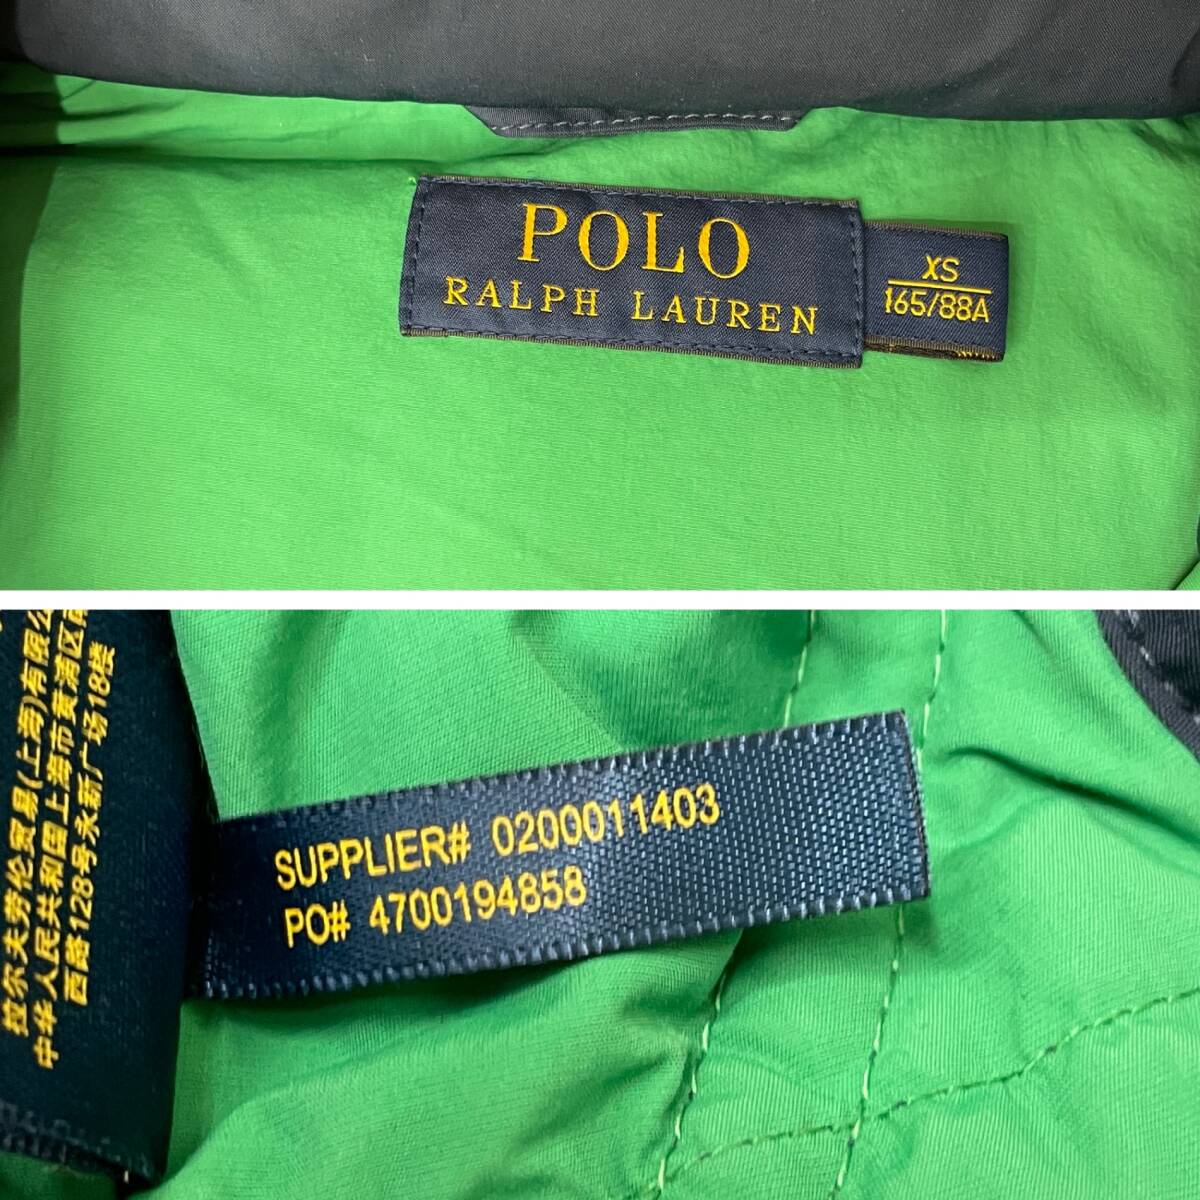 POLO
RALPH LAUREN
XS
165/88A
拉尔夫劳伦贸易(上海)有限公
中华人民共和国上海市黄浦区南
西路128号永新广场18楼
SUPPLIER# 0200011403
PO# 4700194858